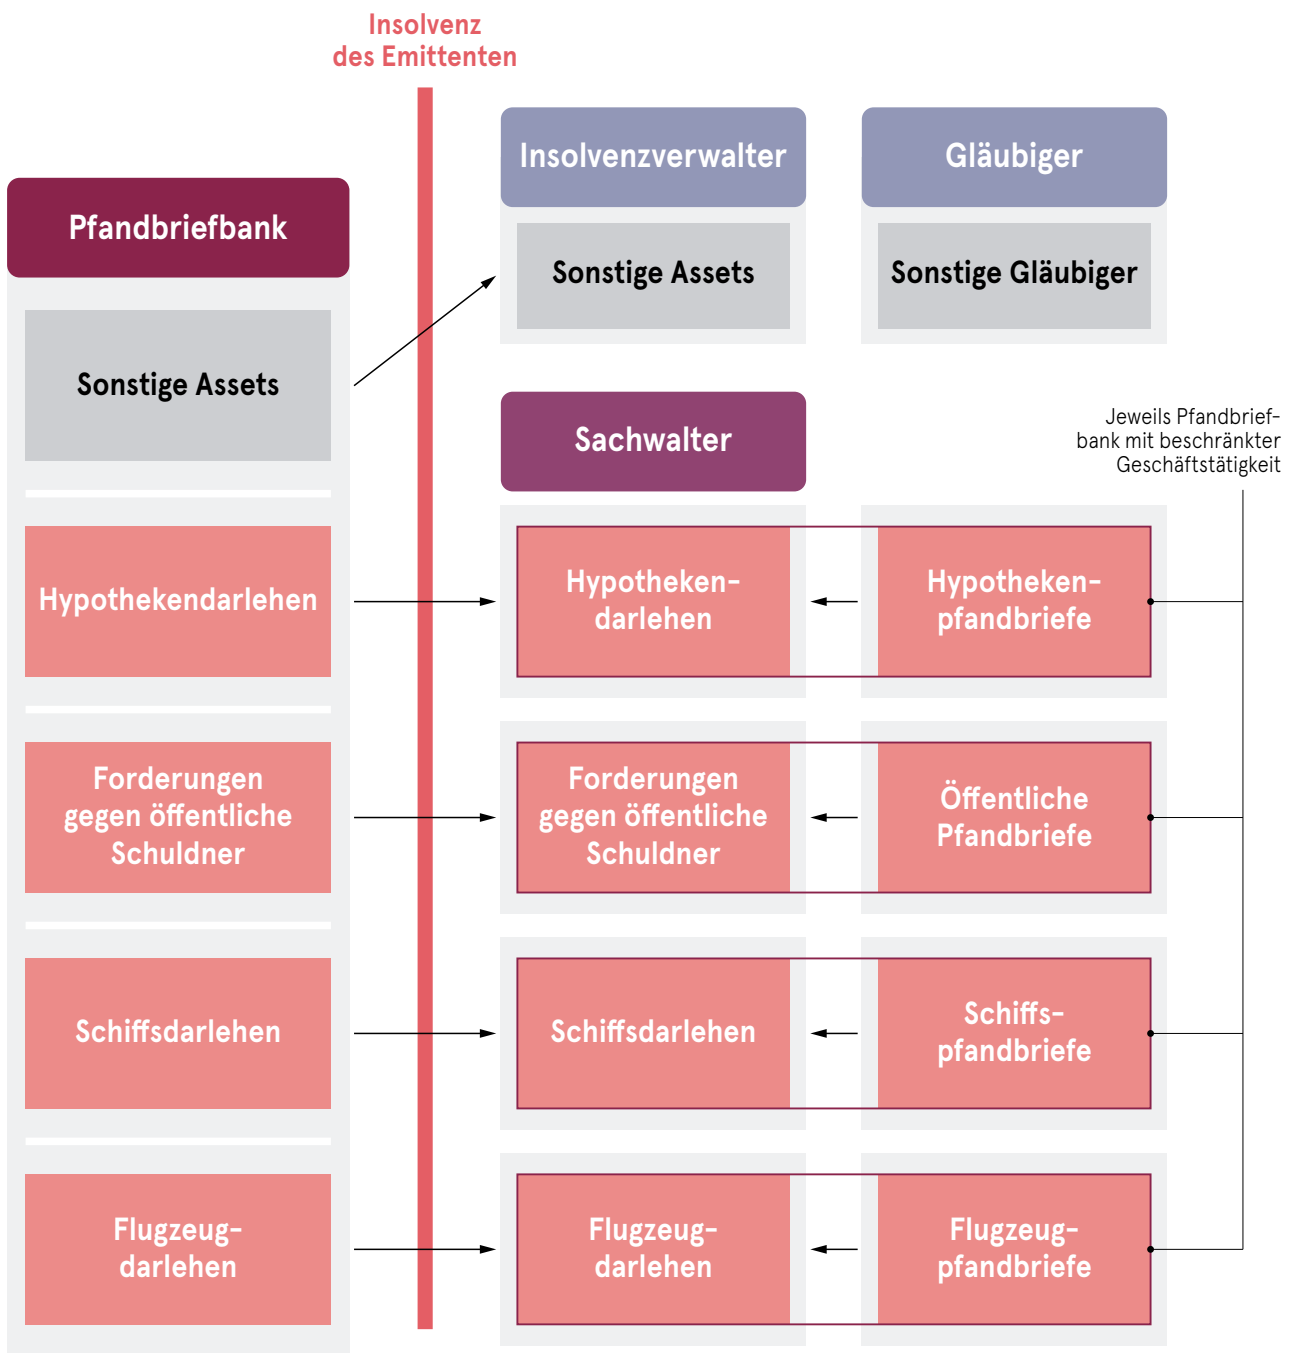 Insolvenz
des Emittenten
Pfandbriefbank
Sonstige Assets
Hypothekendarlehen
Forderungen
gegen öffentliche
Schuldner
Schiffsdarlehen
Flugzeug-
darlehen
Insolvenzverwalter
Sonstige Assets
Gläubiger
Sonstige Gläubiger
Sachwalter
Jeweils Pfandbrief-
bank mit beschränkter
Geschäftstätigkeit
Hypotheken-
darlehen
Hypotheken-
pfandbriefe
Forderungen
gegen öffentliche
Schuldner
Öffentliche
Pfandbriefe
Schiffsdarlehen
Schiffs-
pfandbriefe
Flugzeug-
darlehen
Flugzeug-
pfandbriefe